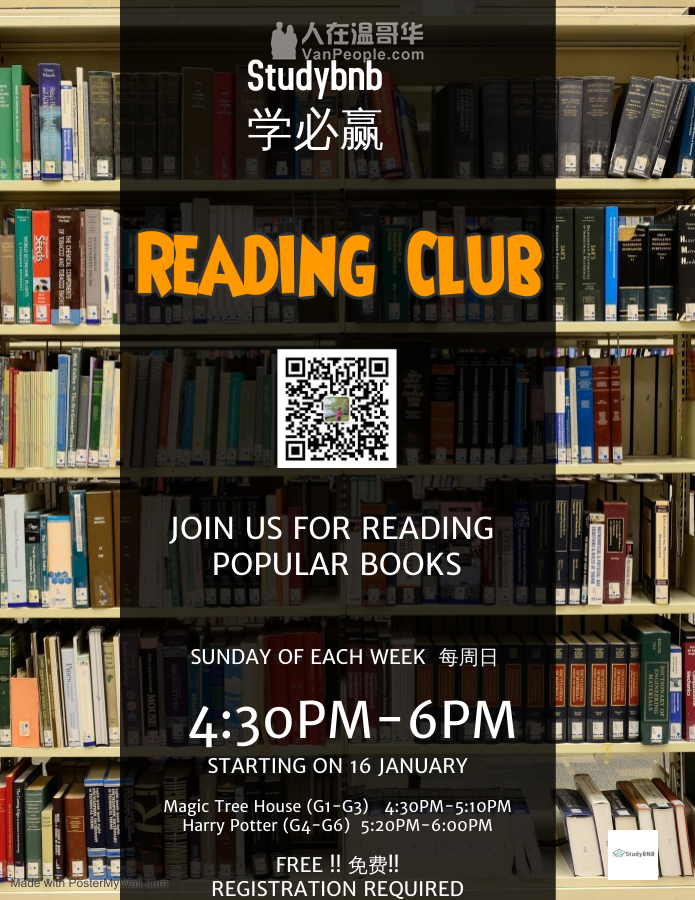 人在温哥华
VanPeople.com
Studybnb
学必赢
READING CLUB
JOIN US FOR READING
POPULAR BOOKS
SUNDAY OF EACH WEEK 每周日
4:30PM-6PM
STARTING ON 16 JANUARY
Magic Tree House (G1-G3) 4:30PM-5:10PM
Harry Potter (G4-G6) 5:20PM-6:00PM
FREE !! 免费!!
REGISTRATION REQUIRED
StudyBNB
Made with PosterMyWall.com